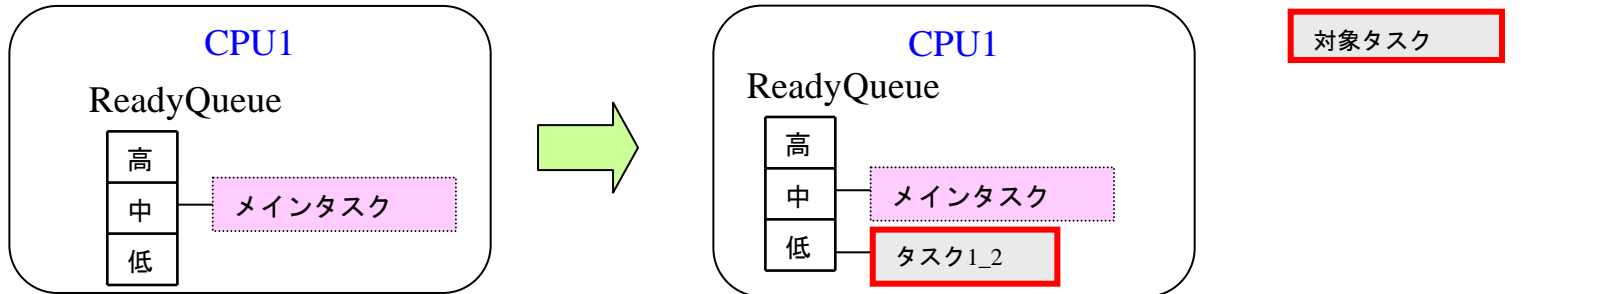 CPU1
ReadyQueue
高
中
メインタスク
低
CPU1
ReadyQueue
高
中
メインタスク
低
タスク1_2
対象タスク